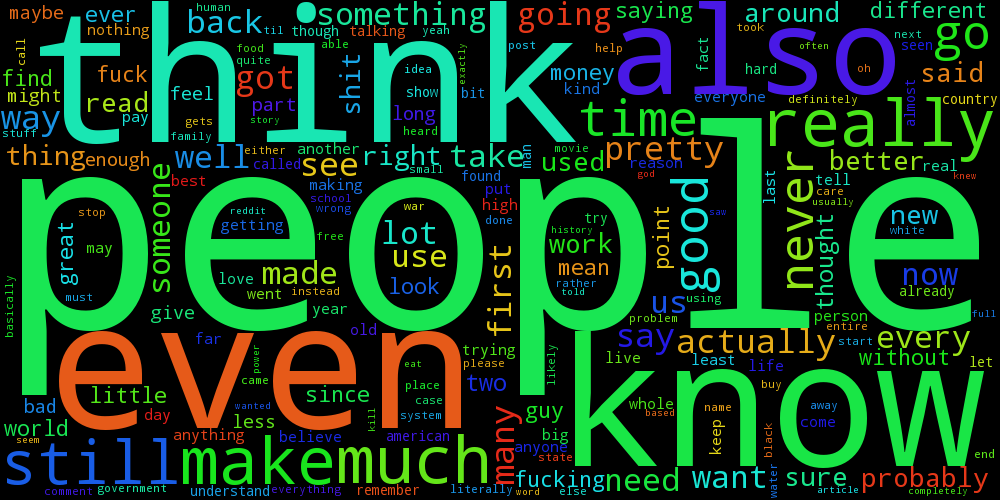 maybe ever human back something going saying around different
nothing though til talking yeah think able also go
call food quite post help fact took often next seen
find fuck got shit idea exactly money hard everyone oh said
might read feel show bit kind definitely almost country
way pay part long time really
stuff gets family story heard
thing enough well either another see right take man movie used pretty reason better real
best called making small found god last never tell care knew
someone school wrong put high saw usually
people
stop reddit war done try good new
great may getting free lot history work point thought white
love made use mean now
must went instead look first rather told us using already
basically give year problem person entire full
even far old say actually every
trying live least life start without let
power please two likely
little came eat since place know buy
bad less wanted case kill system many guy whole based name away end
world day big keep come
seem anything believe american anyone state black
still make much fucking need want sure probably
comment government understand everything remember literally word else water article completely